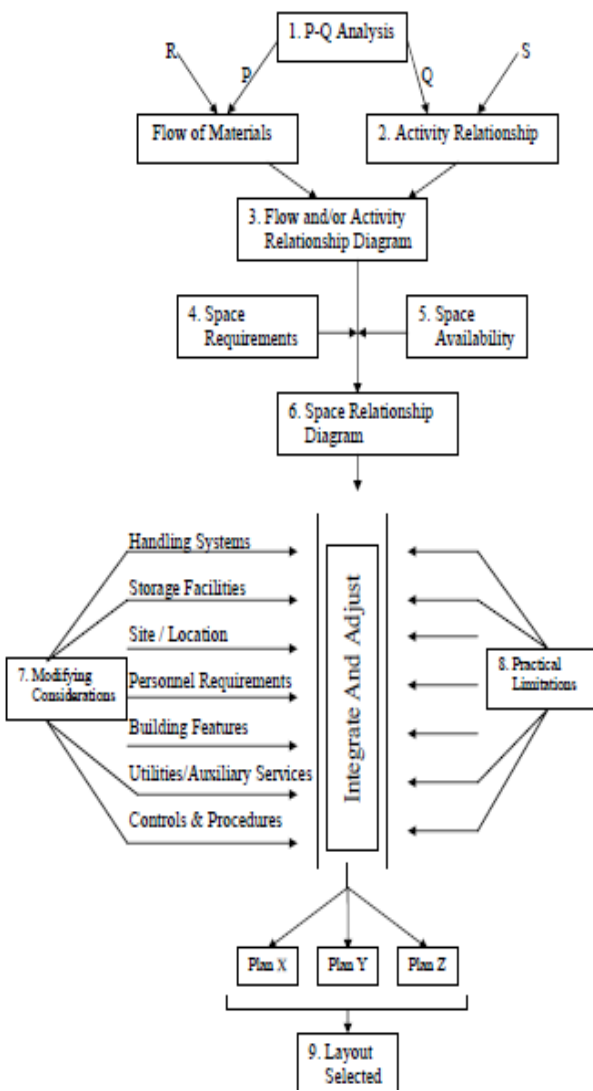 1. P-Q Analysis
R
P
Q
S
Flow of Materials
2. Activity Relationship
3. Flow and/or Activity
Relationship Diagram
4. Space
Requirements
5. Space
Availability
6. Space Relationship
Diagram
Handling Systems
Storage Facilities
Site / Location
7. Modifying
Considerations
Personnel Requirements
Building Features
Utilities/Auxiliary Services
Controls & Procedures
Integrate And Adjust
8. Practical
Limitations
Plan X
Plan Y
Plan Z
9. Layout
Selected